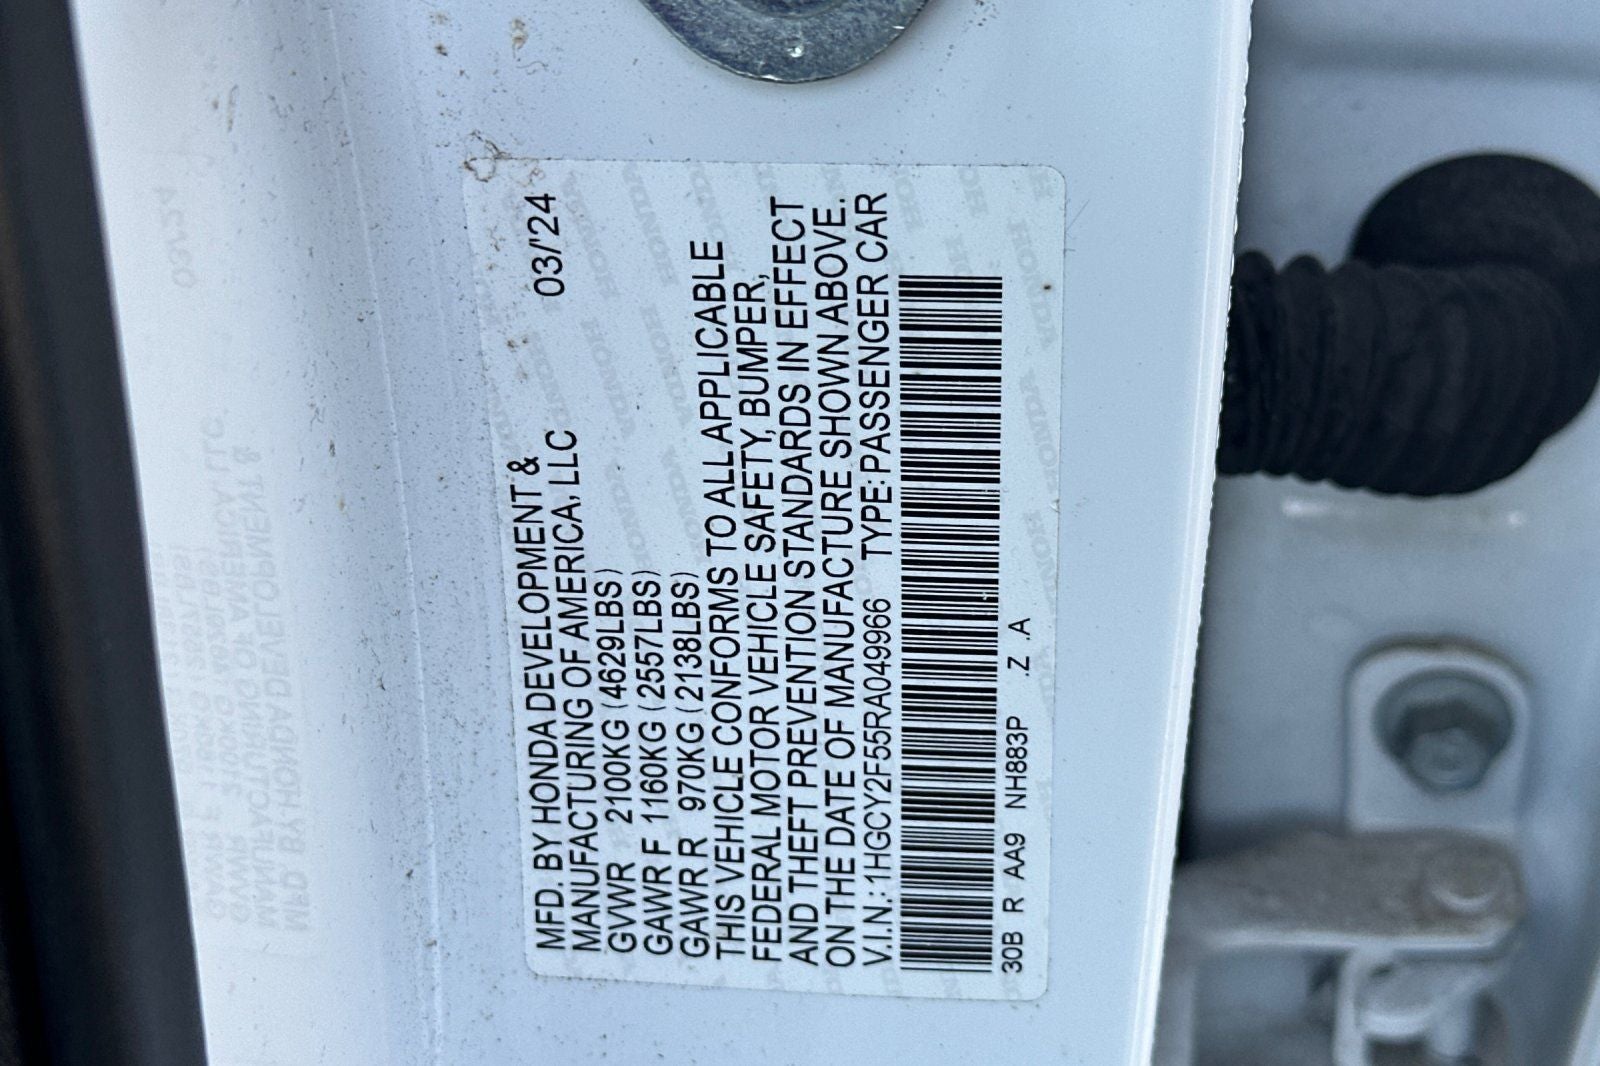 MFD. BY HONDA DEVELOPMENT &
MANUFACTURING OF AMERICA, LLC 03/'24
GVWR 2100KG (4629LBS)
GAWR F 1160KG (2557LBS)
GAWR R 970KG (2138LBS)
THIS VEHICLE CONFORMS TO ALL APPLICABLE
FEDERAL MOTOR VEHICLE SAFETY, BUMPER,
AND THEFT PREVENTION STANDARDS IN EFFECT
ON THE DATE OF MANUFACTURE SHOWN ABOVE.
V.I.N.: 1HGCY2F55RA049966 TYPE: PASSENGER CAR
30B R AA9 NH883P .Z .A